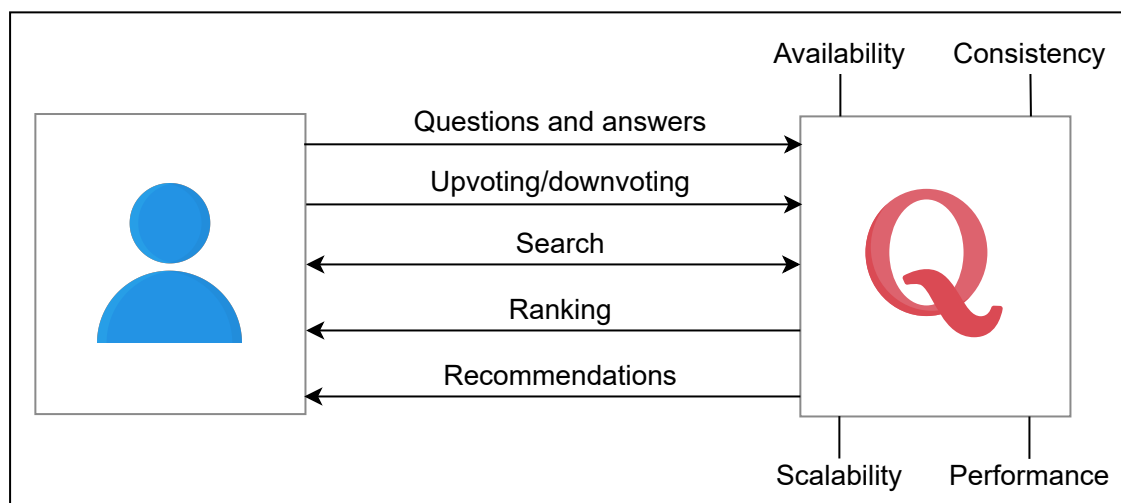 Availability
Consistency
Questions and answers
Upvoting/downvoting
Search
Ranking
Recommendations
Q
Scalability
Performance